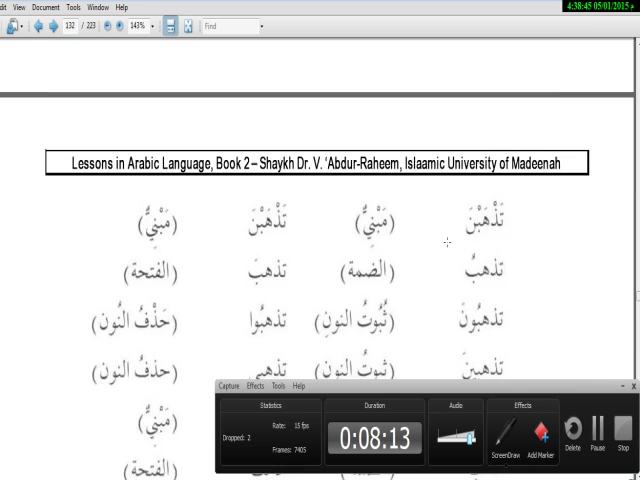 dit View Document Tools Window Help
4:38:45 05/01/2015 م
132 / 223 143% Find
Lessons in Arabic Language, Book 2 – Shaykh Dr. V. ‘Abdur-Raheem, Islaamic University of Madeenah
تَذْهَبْنَ (مَبْنِيٌّ) تَذْهَبْنَ (مَبْنِيٌّ)
تذهبُ (الضمة) تذهبَ (الفتحة)
تذهبُونَ (ثُبُوتُ النونِ) تذهبُوا (حَذْفُ النُون)
تذهبينَ (ثبوتُ النون) تذهبي (حذفُ النون)
Capture Effects Tools Help
Statistics Duration Audio Effects
Rate: 15 fps
Dropped: 2
Frames: 7405
0:08:13
ScreenDraw Add Marker Delete Pause Stop
(مَبْنِيٌّ)
(الفتحة)